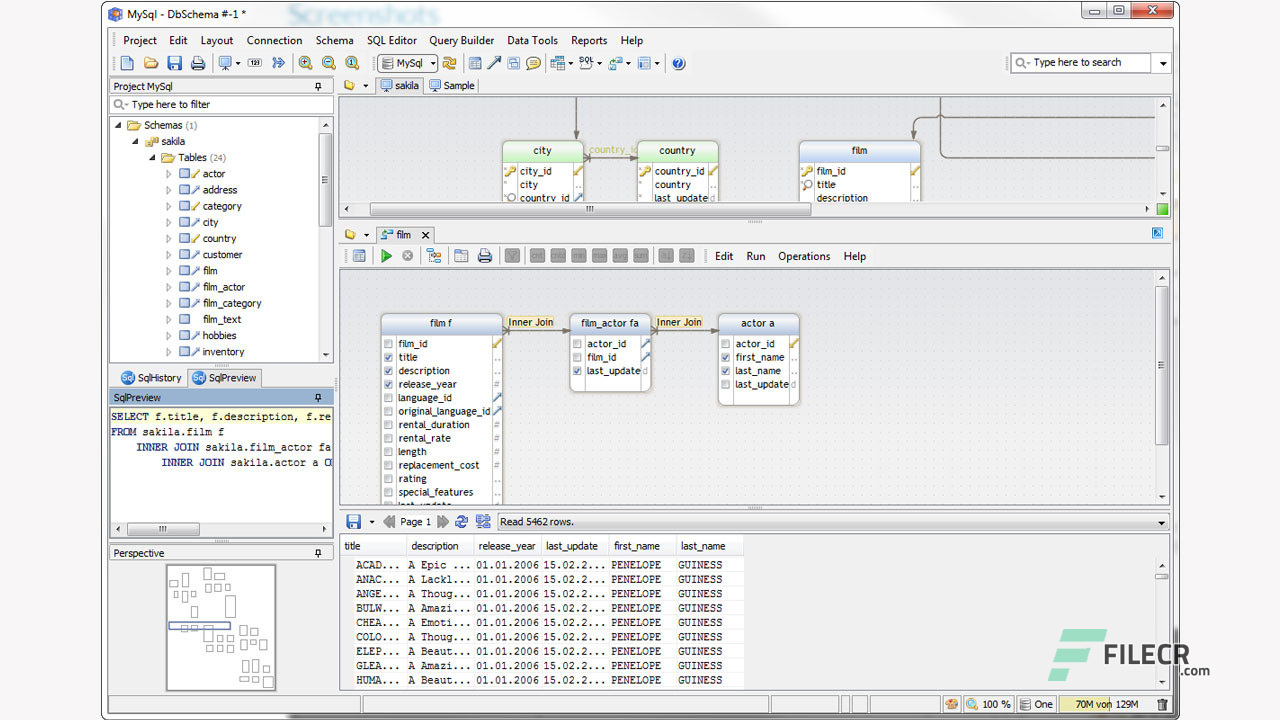 Screenshots
MySql - DbSchema #-1 *
Project Edit Layout Connection Schema SQL Editor Query Builder Data Tools Reports Help
MySql
Type here to search
Project MySql
Type here to filter
Schemas (1)
sakila
Tables (24)
actor
address
category
city
country
customer
film
film_actor
film_category
film_text
hobbies
inventory
sakila Sample
city
city_id
city
country_id
country_id
country
country_id
country
last_update
film
film_id
title
description
film
Edit Run Operations Help
film f
film_id
title
description
release_year
language_id
original_language_id
rental_duration
rental_rate
length
replacement_cost
rating
special_features
last_update
Inner Join
film_actor fa
actor_id
film_id
last_update
Inner Join
actor a
actor_id
first_name
last_name
last_update
SqlHistory SqlPreview
SqlPreview
SELECT f.title, f.description, f.re
FROM sakila.film f
INNER JOIN sakila.film_actor fa
INNER JOIN sakila.actor a O
Perspective
Page 1 Read 5462 rows.
title description release_year last_update first_name last_name
ACAD... A Epic ... 01.01.2006 15.02.2... PENELOPE GUINESS
ANAC... A Lackl... 01.01.2006 15.02.2... PENELOPE GUINESS
ANGE... A Thoug... 01.01.2006 15.02.2... PENELOPE GUINESS
BULW... A Amazi... 01.01.2006 15.02.2... PENELOPE GUINESS
CHEA... A Emoti... 01.01.2006 15.02.2... PENELOPE GUINESS
COLO... A Thoug... 01.01.2006 15.02.2... PENELOPE GUINESS
ELEP... A Beaut... 01.01.2006 15.02.2... PENELOPE GUINESS
GLEA... A Amazi... 01.01.2006 15.02.2... PENELOPE GUINESS
HUMA... A Beaut... 01.01.2006 15.02.2... PENELOPE GUINESS
FILECR
.com
100 % One 70M von 129M